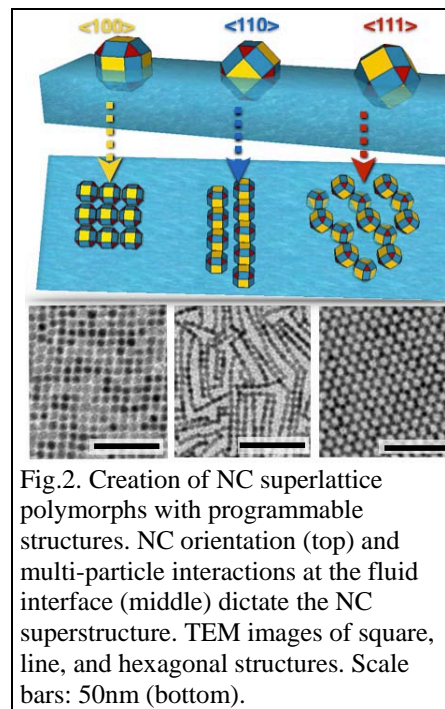 <100> <110> <111>
Fig.2. Creation of NC superlattice
polymorphs with programmable
structures. NC orientation (top) and
multi-particle interactions at the fluid
interface (middle) dictate the NC
superstructure. TEM images of square,
line, and hexagonal structures. Scale
bars: 50nm (bottom).